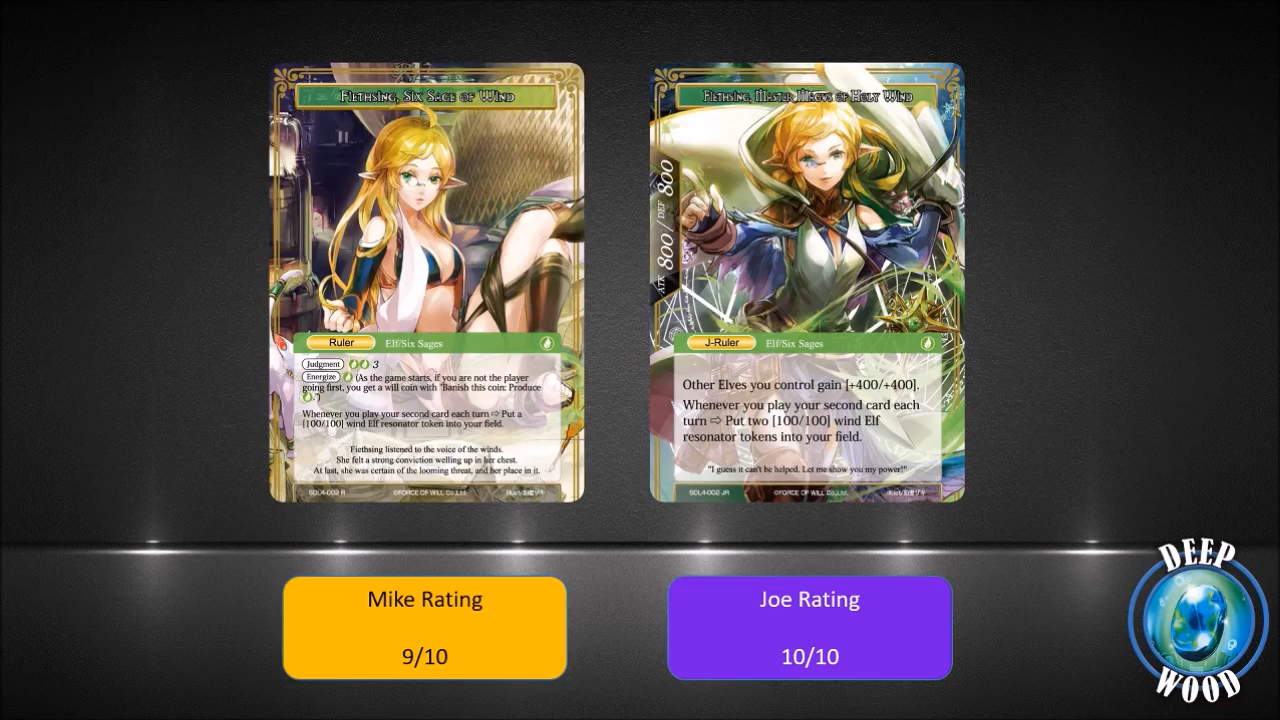 Fiethsing, Six Sage of Wind
Ruler
Elf/Six Sages
Judgment 3
Energize (As the game starts, if you are not the player
going first, you get a will coin with "Banish this coin: Produce
.")
Whenever you play your second card each turn ⇨ Put a
[100/100] wind Elf resonator token into your field.
Fiethsing listened to the voice of the winds.
She felt a strong conviction welling up in her chest.
At last, she was certain of the looming threat, and her place in it.
SDL4-002 R
©FORCE OF WILL Co.,Ltd.
Fiethsing, Master Magus of Holy Wind
ATK 800 / DEF 800
J-Ruler
Elf/Six Sages
Other Elves you control gain [+400/+400].
Whenever you play your second card each
turn ⇨ Put two [100/100] wind Elf
resonator tokens into your field.
"I guess it can't be helped. Let me show you my power!"
SDL4-002 JR
©FORCE OF WILL Co.,Ltd.
Mike Rating
9/10
Joe Rating
10/10
DEEP
WOOD